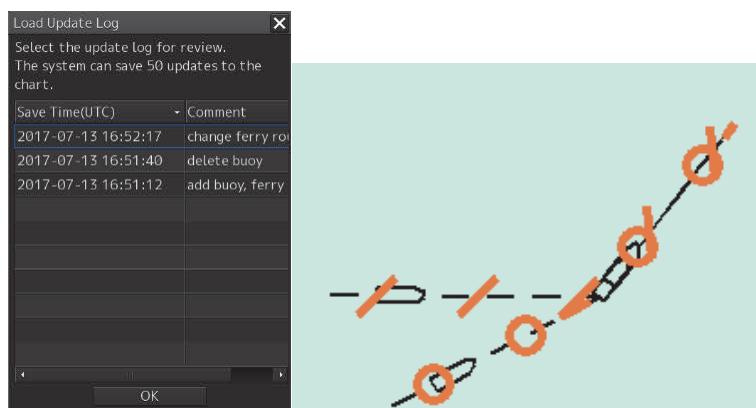 Load Update Log
Select the update log for review.
The system can save 50 updates to the
chart.
Save Time(UTC) Comment
2017-07-13 16:52:17 change ferry
2017-07-13 16:51:40 delete buoy
2017-07-13 16:51:12 add buoy, ferry
OK